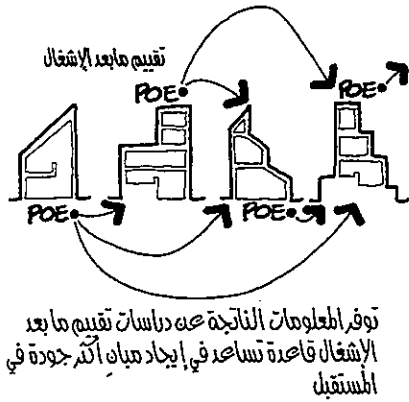 تقييم مابعد الإشغال
POE
POE
POE
POE
توفر المعلومات الناتجة عن دراسات تقييم ما بعد
الإشغال قاعدة تساعد في إيجاد مبانٍ أكثر جودة في
المستقبل